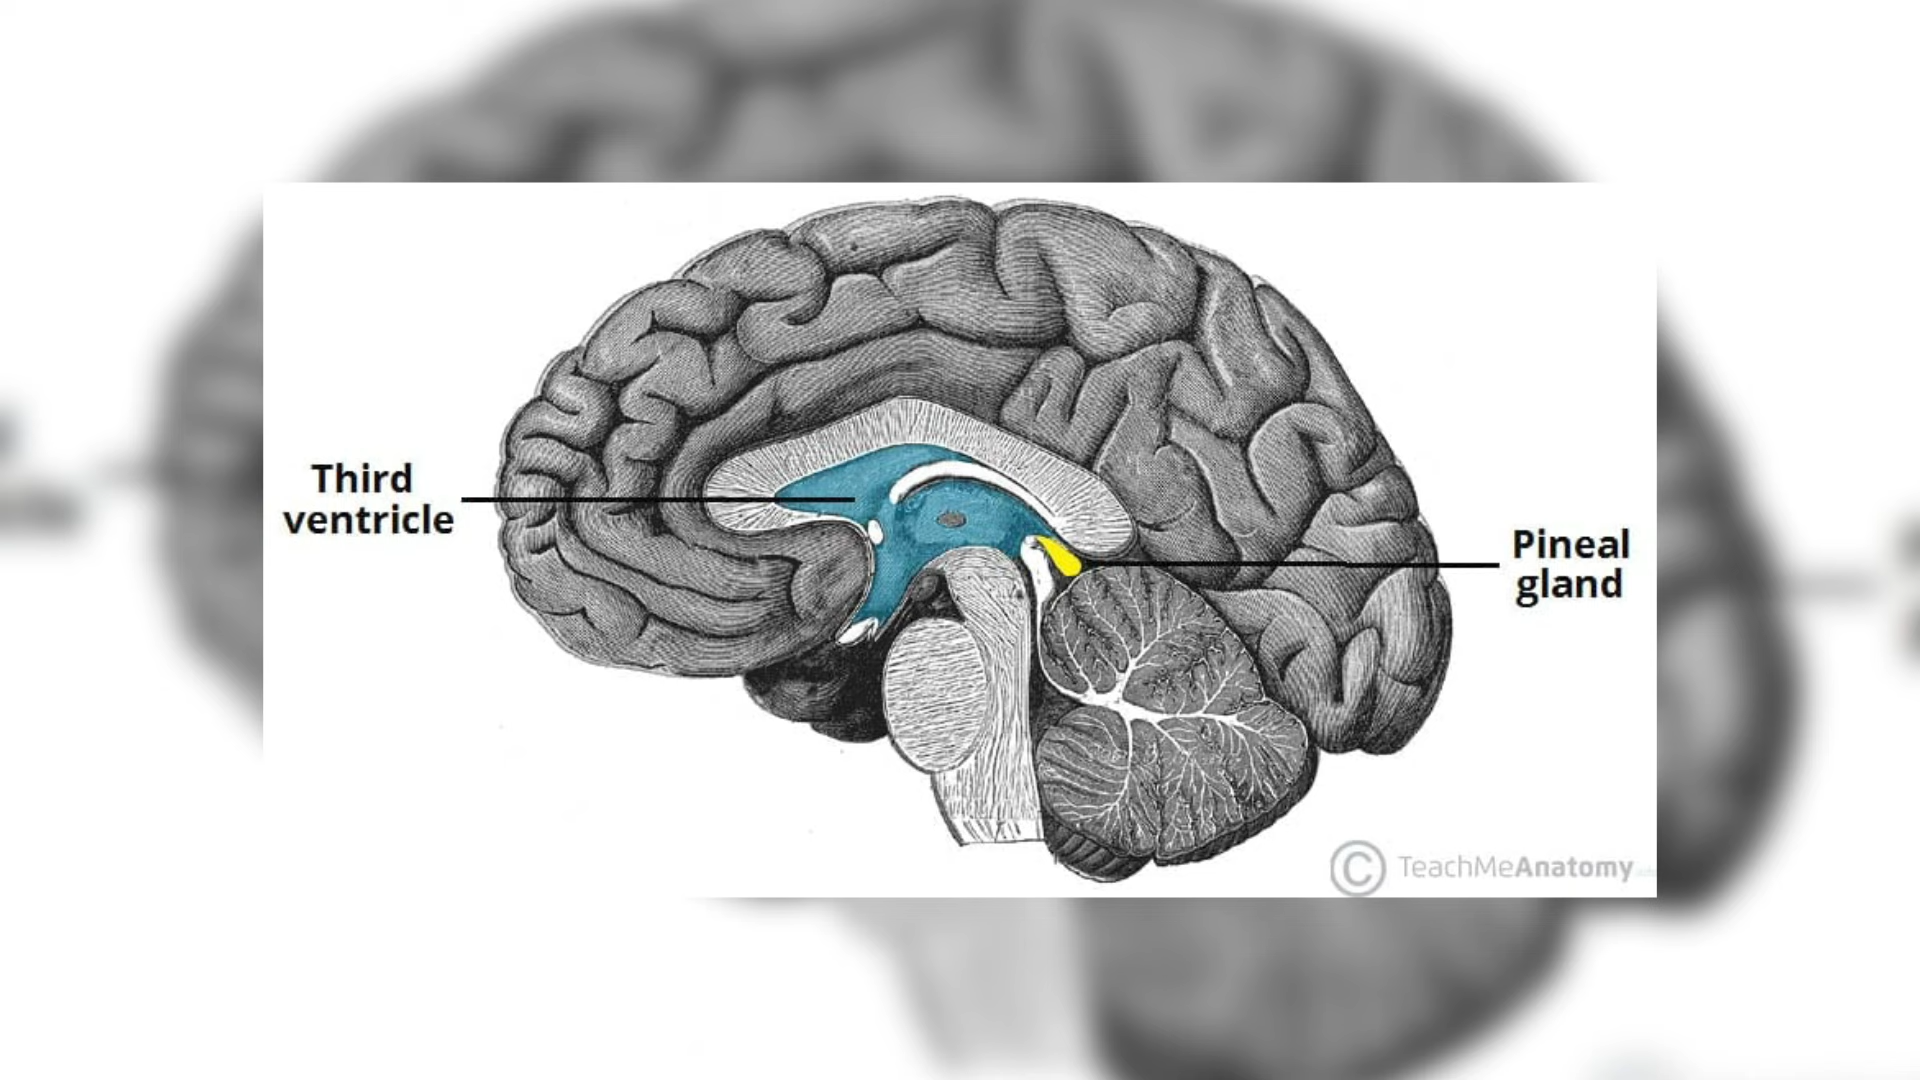 Third
ventricle
Pineal
gland
© TeachMeAnatomy